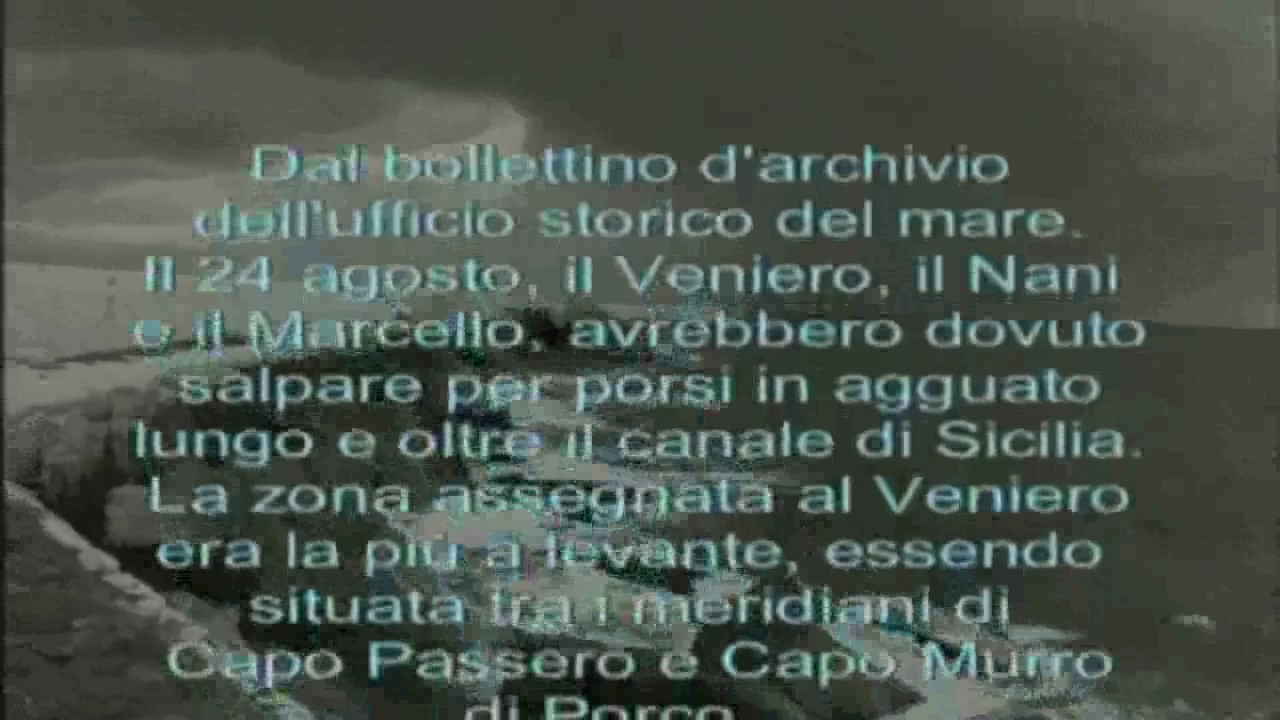 Dal bollettino d'archivio
dell'ufficio storico del mare.
Il 24 agosto, il Veniero, il Nani
e il Marcello, avrebbero dovuto
salpare per porsi in agguato
lungo e oltre il canale di Sicilia.
La zona assegnata al Veniero
era la più a levante, essendo
situata tra i meridiani di
Capo Passero e Capo Murro
di Porco.